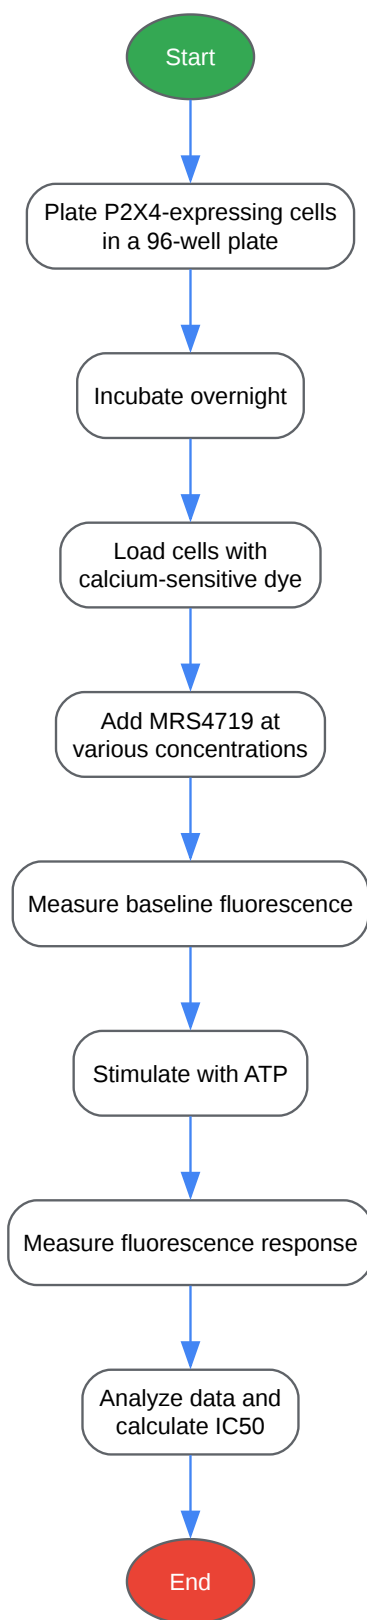 Start
Plate P2X4-expressing cells
in a 96-well plate
Incubate overnight
Load cells with
calcium-sensitive dye
Add MRS4719 at
various concentrations
Measure baseline fluorescence
Stimulate with ATP
Measure fluorescence response
Analyze data and
calculate IC50
End